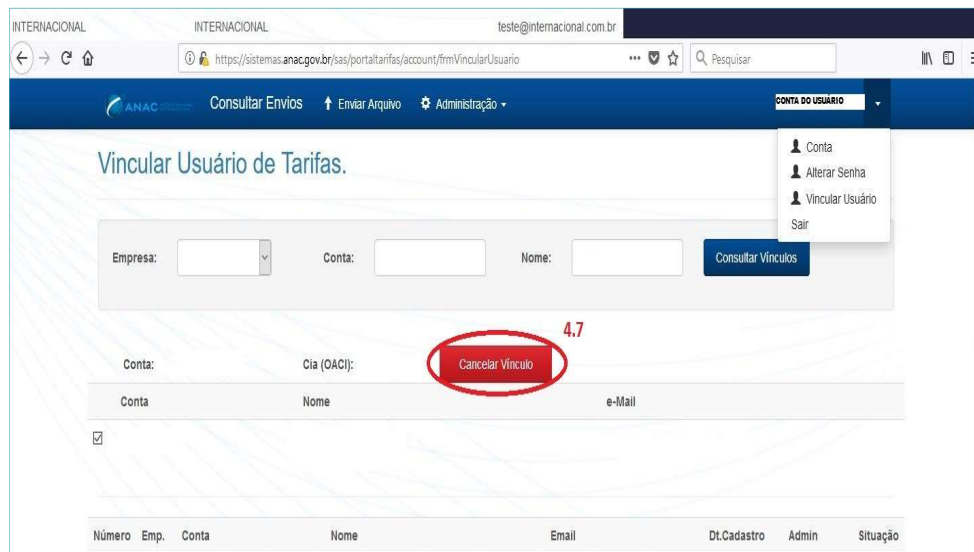 INTERNACIONAL INTERNACIONAL teste@internacional.com.br
https://sistemas.anac.gov.br/sas/portaltarifas/account/frmVincularUsuario ••• Pesquisar
ANAC Consultar Envios Enviar Arquivo Administração CONTA DO USUÁRIO
Conta
Alterar Senha
Vincular Usuário
Sair
Vincular Usuário de Tarifas.
Empresa: Conta: Nome: Consultar Vínculos
4.7
Conta: Cia (OACI): Cancelar Vínculo
Conta Nome e-Mail
Número Emp. Conta Nome Email Dt.Cadastro Admin Situação